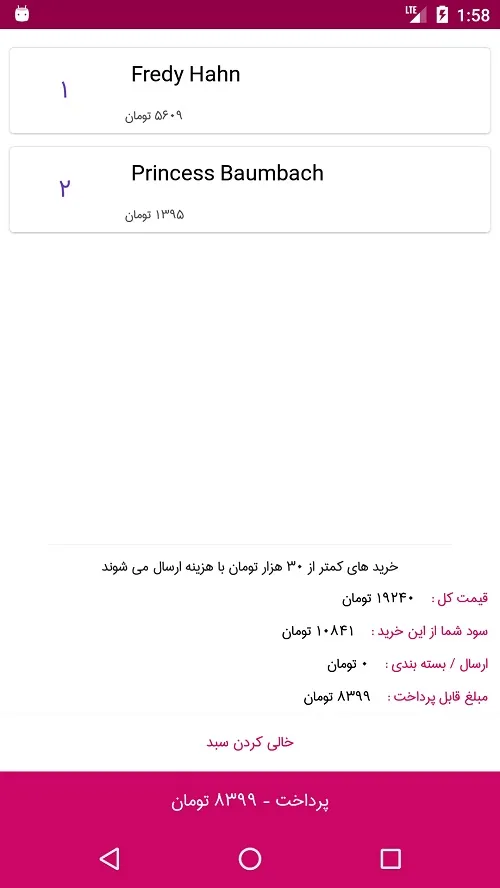 LTE 1:58
۱
Fredy Hahn
۵۶۰۹ تومان
۲
Princess Baumbach
۱۳۹۵ تومان
خرید های کمتر از ۳۰ هزار تومان با هزینه ارسال می شوند
قیمت کل : ۱۹۲۴۰ تومان
سود شما از این خرید : ۱۰۸۴۱ تومان
ارسال / بسته بندی : ۰ تومان
مبلغ قابل پرداخت : ۸۳۹۹ تومان
خالی کردن سبد
پرداخت - ۸۳۹۹ تومان